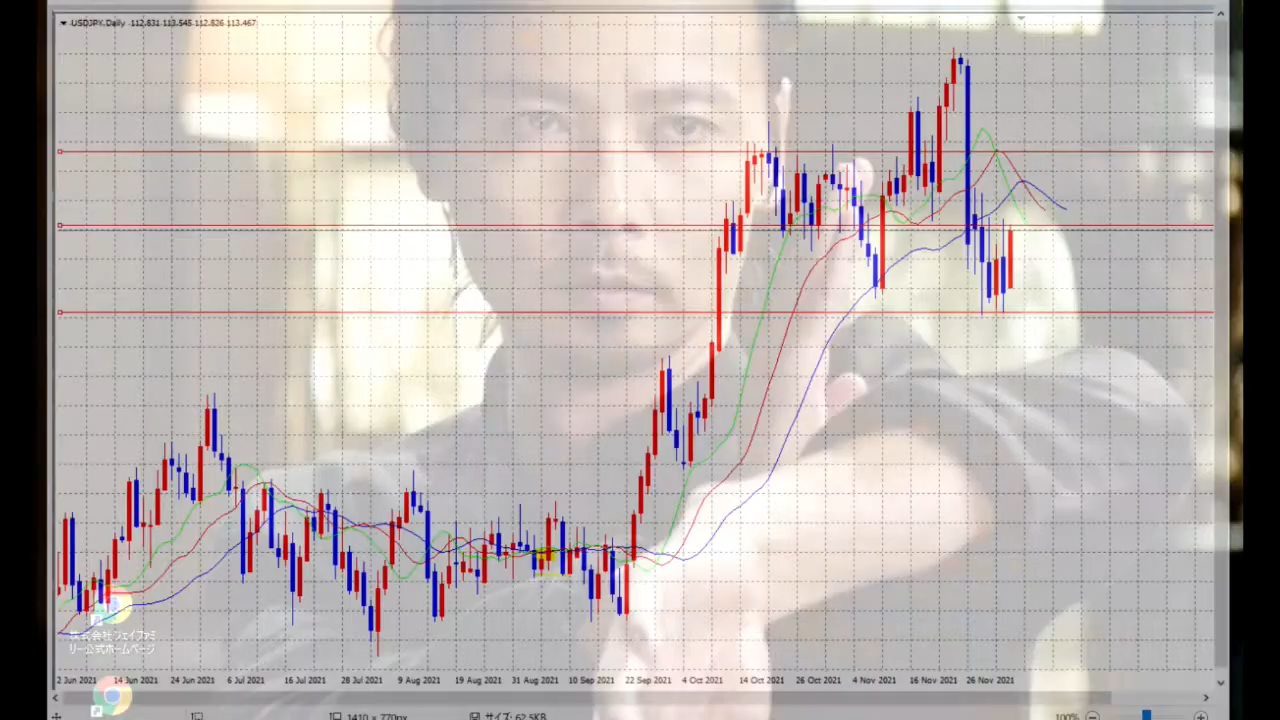 USDJPY,Daily 112.831 113.545 112.826 113.467
株式会社ジェイファミ
リー公式ホームページ
2 Jun 2021 14 Jun 2021 24 Jun 2021 6 Jul 2021 16 Jul 2021 28 Jul 2021 9 Aug 2021 19 Aug 2021 31 Aug 2021 10 Sep 2021 22 Sep 2021 4 Oct 2021 14 Oct 2021 26 Oct 2021 4 Nov 2021 16 Nov 2021 26 Nov 2021
1410 × 770px サイズ: 62.5KB 100%